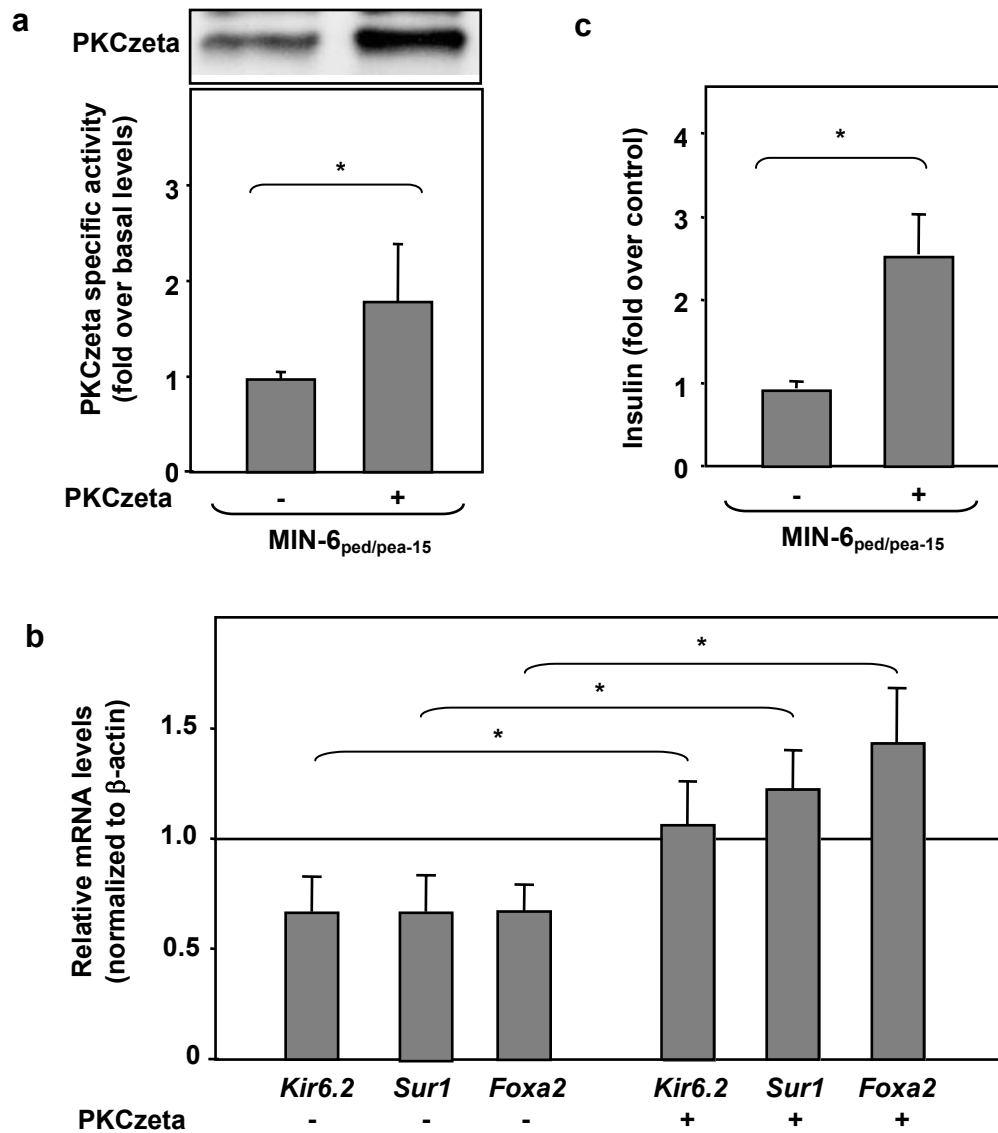 a
PKCzeta
PKCzeta specific activity
(fold over basal levels)
3
2
1
0
*
PKCzeta - +
MIN-6ped/pea-15
c
Insulin (fold over control)
4
3
2
1
0
*
- +
MIN-6ped/pea-15
b
Relative mRNA levels
(normalized to β-actin)
1.5
1.0
0.5
0
*
*
*
Kir6.2 Sur1 Foxa2 Kir6.2 Sur1 Foxa2
PKCzeta - - - + + +